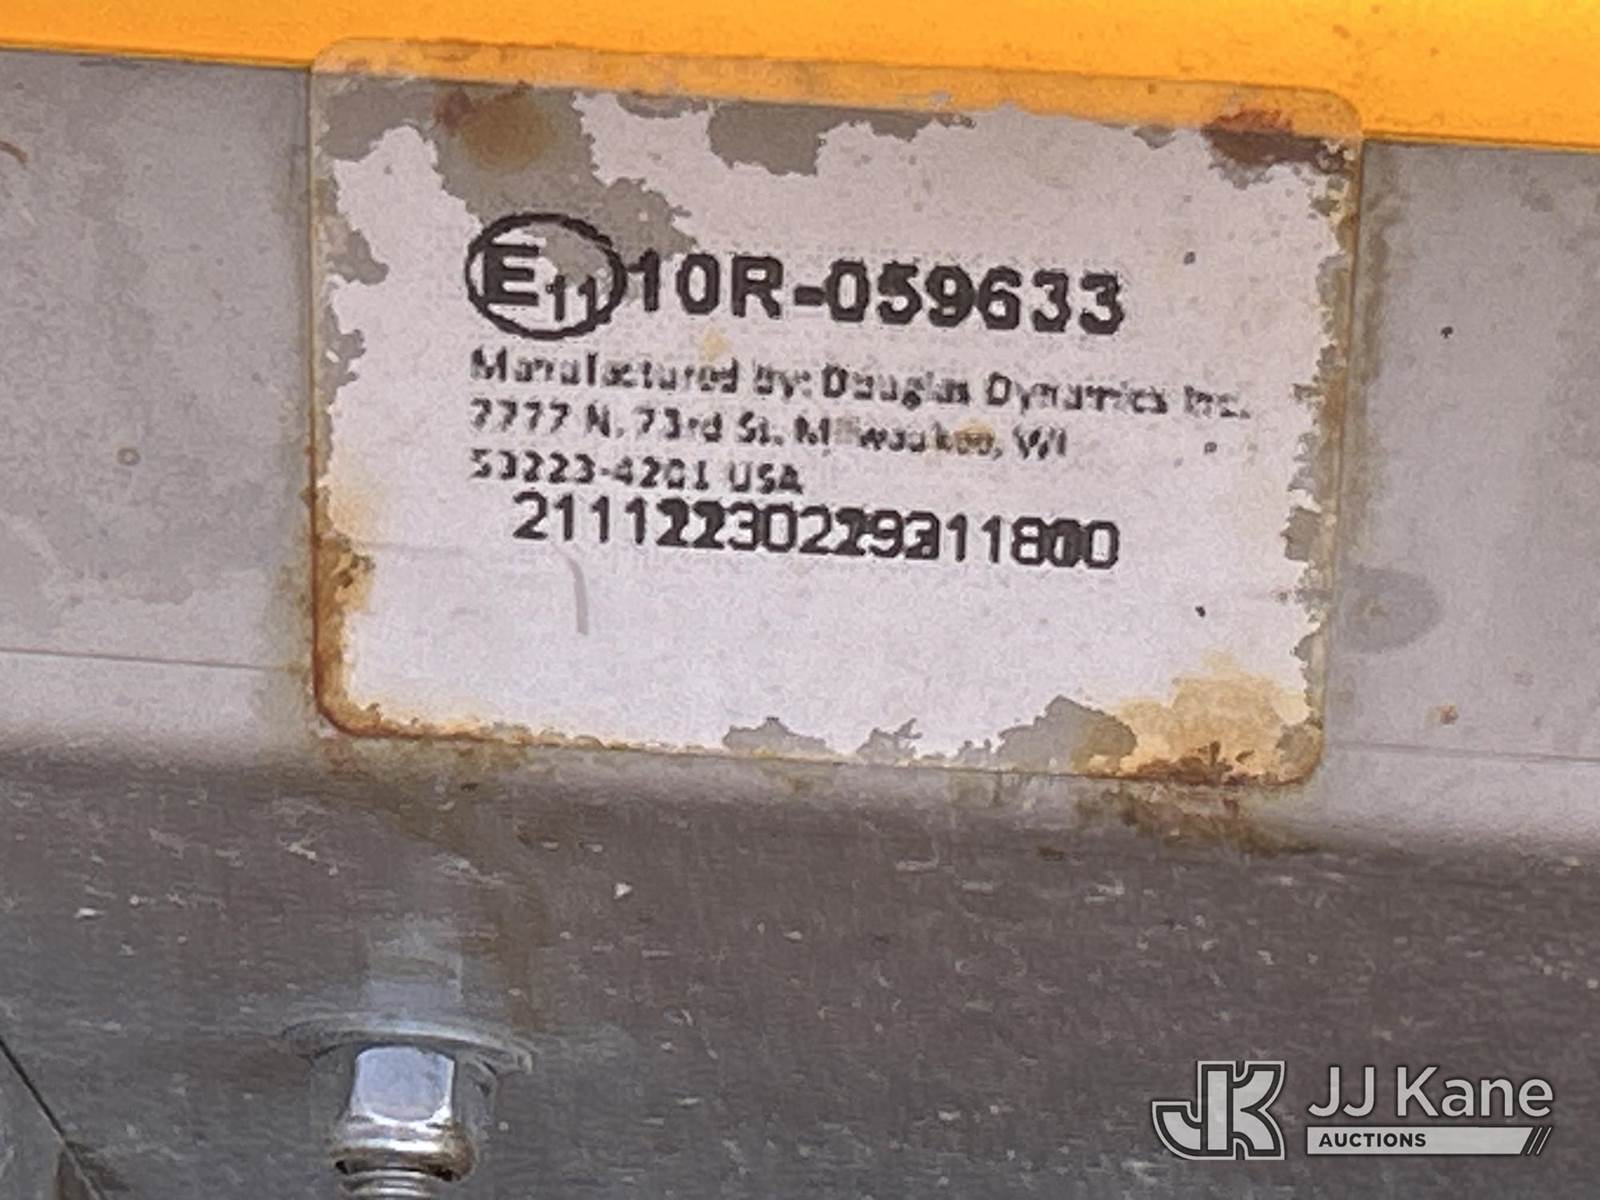 E11 10R-059633
Manufactured by: Douglas Dynamics Inc.
7777 N. 73rd St. Milwaukee, WI
53223-4201 USA
JK JJ Kane
AUCTIONS